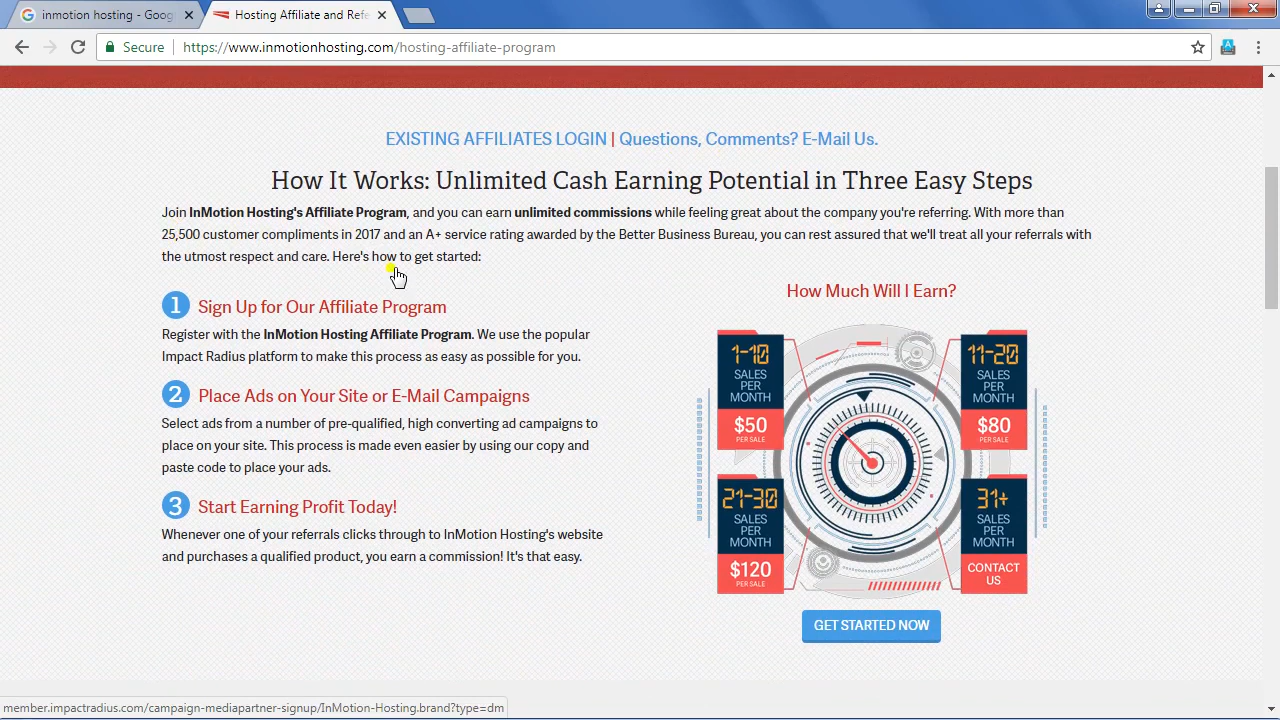 inmotion hosting - Goog
Hosting Affiliate and Refe
Secure
https://www.inmotionhosting.com/hosting-affiliate-program
EXISTING AFFILIATES LOGIN | Questions, Comments? E-Mail Us.
How It Works: Unlimited Cash Earning Potential in Three Easy Steps
Join InMotion Hosting's Affiliate Program, and you can earn unlimited commissions while feeling great about the company you're referring. With more than
25,500 customer compliments in 2017 and an A+ service rating awarded by the Better Business Bureau, you can rest assured that we'll treat all your referrals with
the utmost respect and care. Here's how to get started:
1 Sign Up for Our Affiliate Program
Register with the InMotion Hosting Affiliate Program. We use the popular
Impact Radius platform to make this process as easy as possible for you.
2 Place Ads on Your Site or E-Mail Campaigns
Select ads from a number of pre-qualified, high converting ad campaigns to
place on your site. The process is made even easier by using our copy and
paste code to place your ads.
3 Start Earning Profit Today!
Whenever one of your referrals clicks through to InMotion Hosting's website
and purchases a qualified product, you earn a commission! It's that easy.
How Much Will I Earn?
1-10
SALES
PER
MONTH
$50
PER SALE
11-20
SALES
PER
MONTH
$80
PER SALE
21-30
SALES
PER
MONTH
$120
PER SALE
31+
SALES
PER
MONTH
CONTACT
US
GET STARTED NOW
member.impactradius.com/campaign-mediapartner-signup/InMotion-Hosting.brand?type=dm